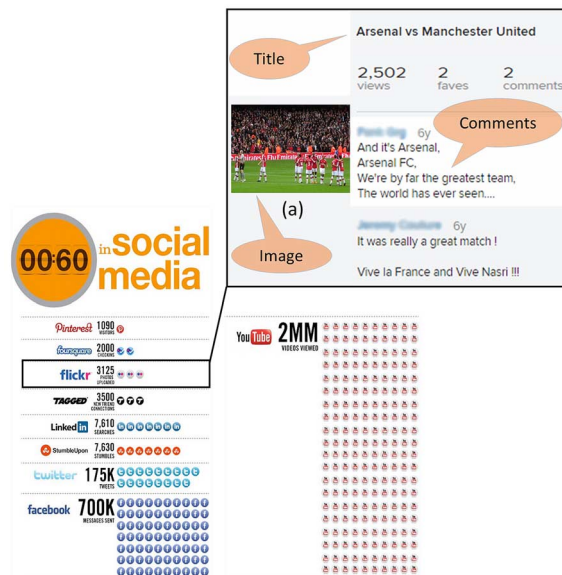 Arsenal vs Manchester United
Title
2,502 2 2
views faves comments
6y
Comments
And it's Arsenal,
Arsenal FC,
We're by far the greatest team,
The world has ever seen....
(a)
Image
6y
It was really a great match !
Vive la France and Vive Nasri !!!
00:60 in social
media
Pinterest 1090
VISITORS
foursquare 2000
CHECKINS
flickr 3125
PHOTOS
UPLOADED
TAGGED 3500
NEW FRIEND
CONNECTIONS
Linked in 7,610
SEARCHES
StumbleUpon 7,630
STUMBLES
twitter 175K
TWEETS
facebook 700K
MESSAGES SENT
YouTube 2MM
VIDEOS VIEWED